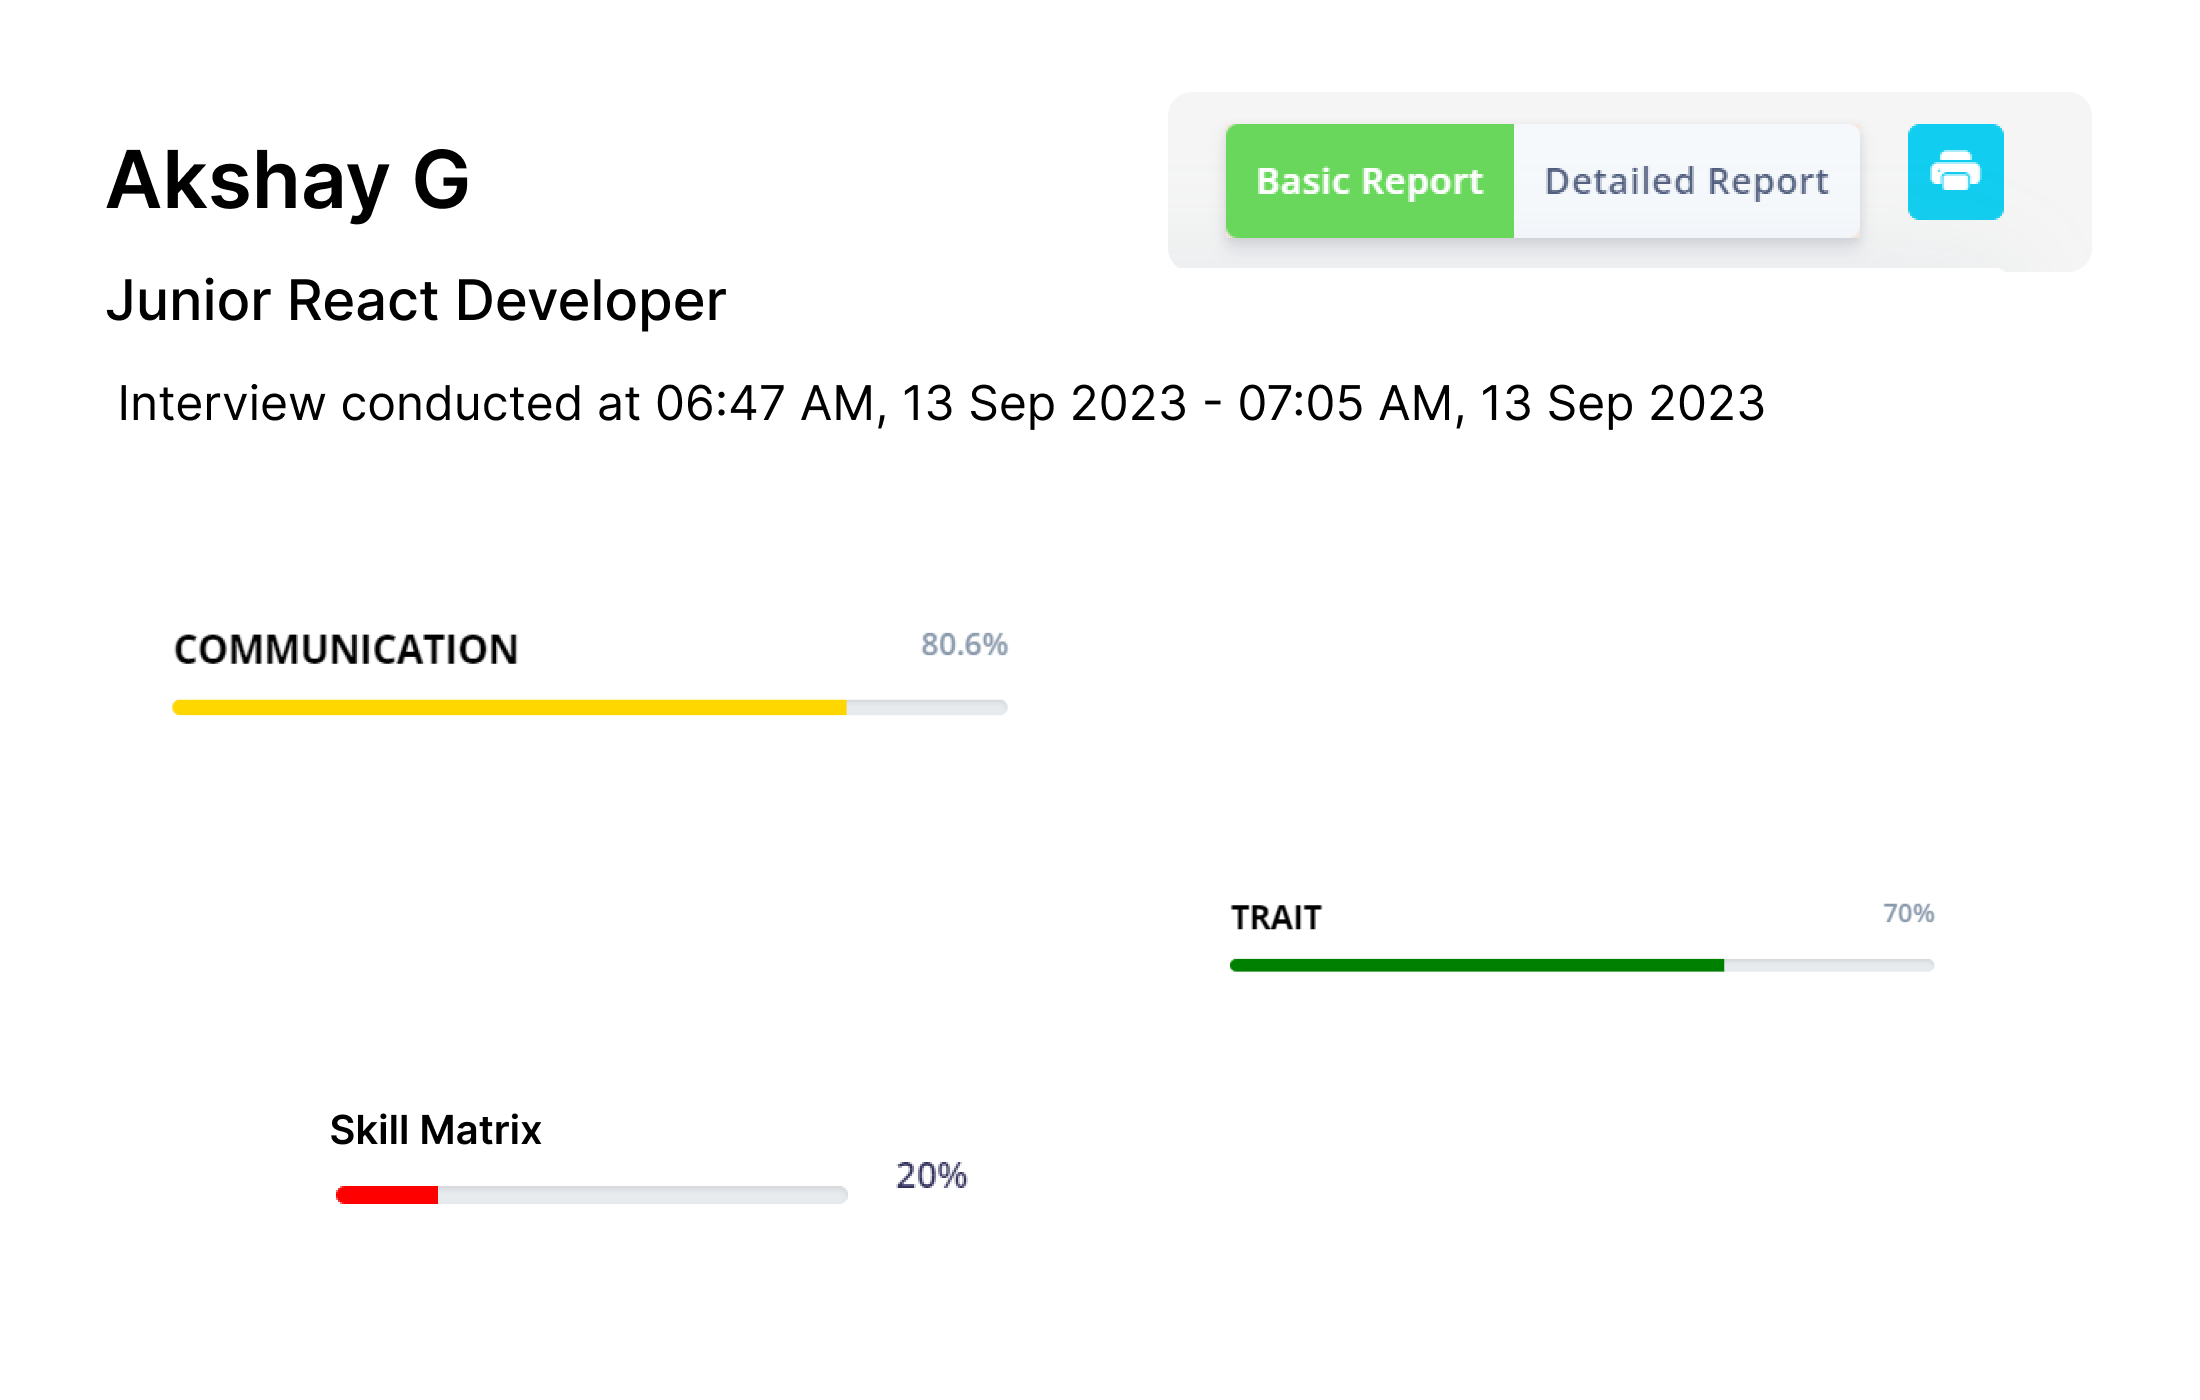 Akshay G
Basic Report Detailed Report
Junior React Developer
Interview conducted at 06:47 AM, 13 Sep 2023 - 07:05 AM, 13 Sep 2023
COMMUNICATION 80.6%
TRAIT 70%
Skill Matrix
20%